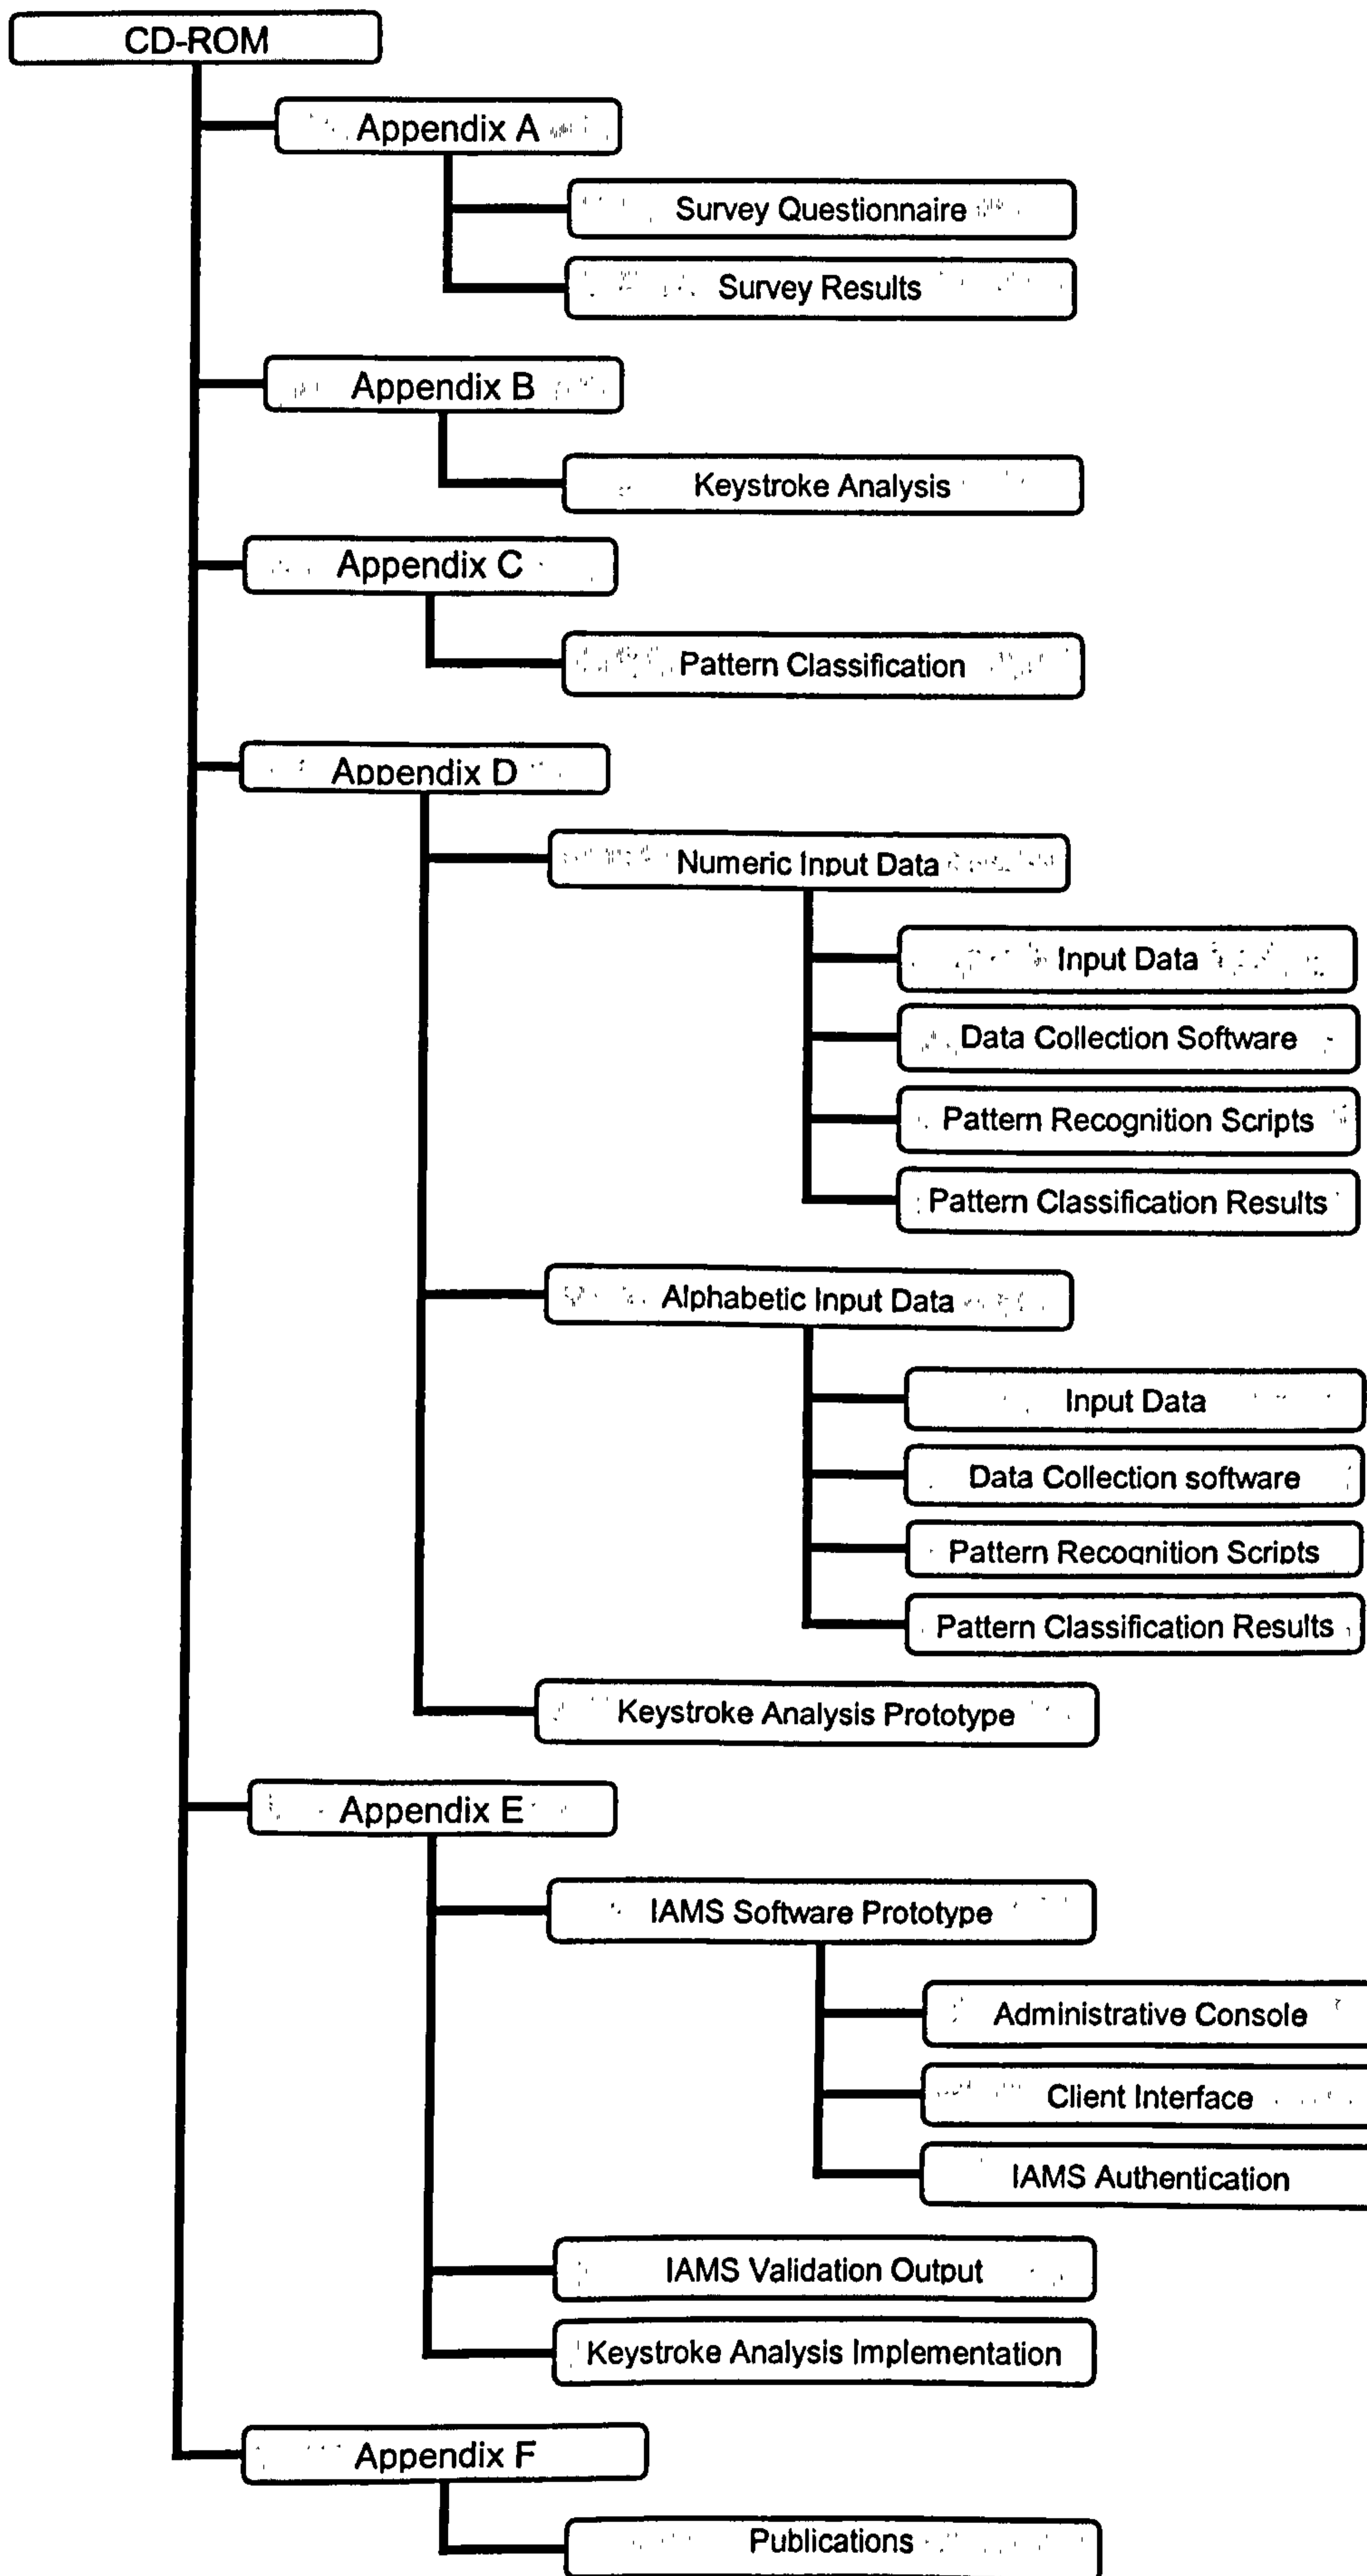 CD-ROM
Appendix A
Survey Questionnaire
Survey Results
Appendix B
Keystroke Analysis
Appendix C
Pattern Classification
Appendix D
Numeric Input Data
Input Data
Data Collection Software
Pattern Recognition Scripts
Pattern Classification Results
Alphabetic Input Data
Input Data
Data Collection software
Pattern Recognition Scripts
Pattern Classification Results
Keystroke Analysis Prototype
Appendix E
IAMS Software Prototype
Administrative Console
Client Interface
IAMS Authentication
IAMS Validation Output
Keystroke Analysis Implementation
Appendix F
Publications